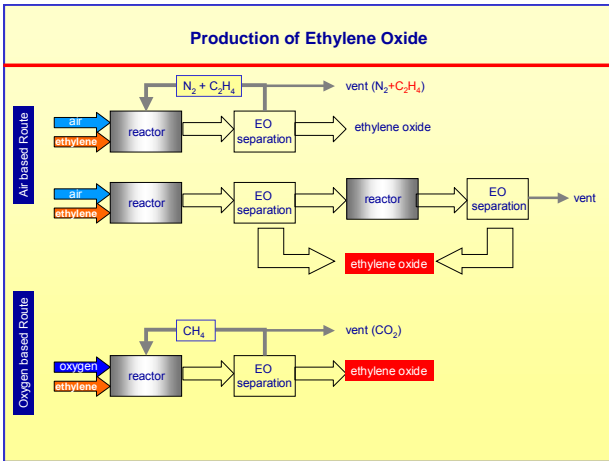 Production of Ethylene Oxide
Air based Route
N2 + C2H4
vent (N2+C2H4)
air
ethylene
reactor
EO
separation
ethylene oxide
air
ethylene
reactor
EO
separation
reactor
EO
separation
vent
ethylene oxide
Oxygen based Route
CH4
vent (CO2)
oxygen
ethylene
reactor
EO
separation
ethylene oxide